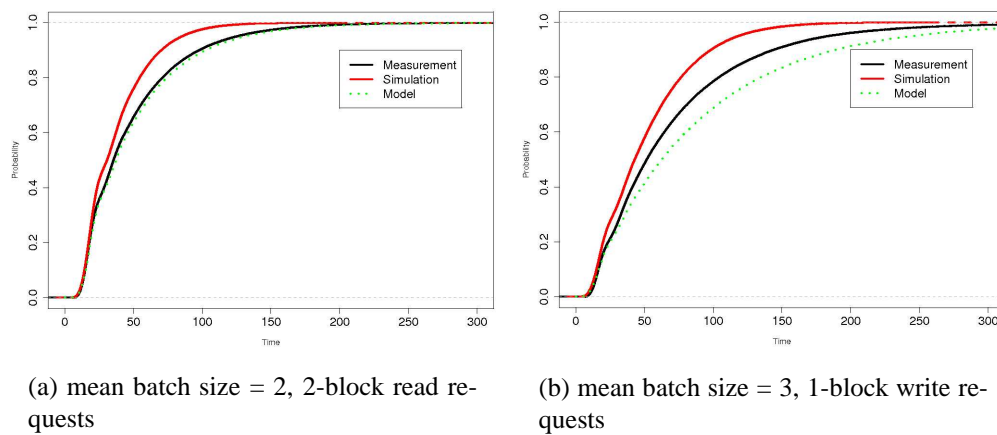 Probability
1.0
0.8
0.6
0.4
0.2
0.0
Measurement
Simulation
Model
0
50
100
150
200
250
300
Time
(a) mean batch size = 2, 2-block read re-
quests
Probability
1.0
0.8
0.6
0.4
0.2
0.0
Measurement
Simulation
Model
0
50
100
150
200
250
300
Time
(b) mean batch size = 3, 1-block write re-
quests